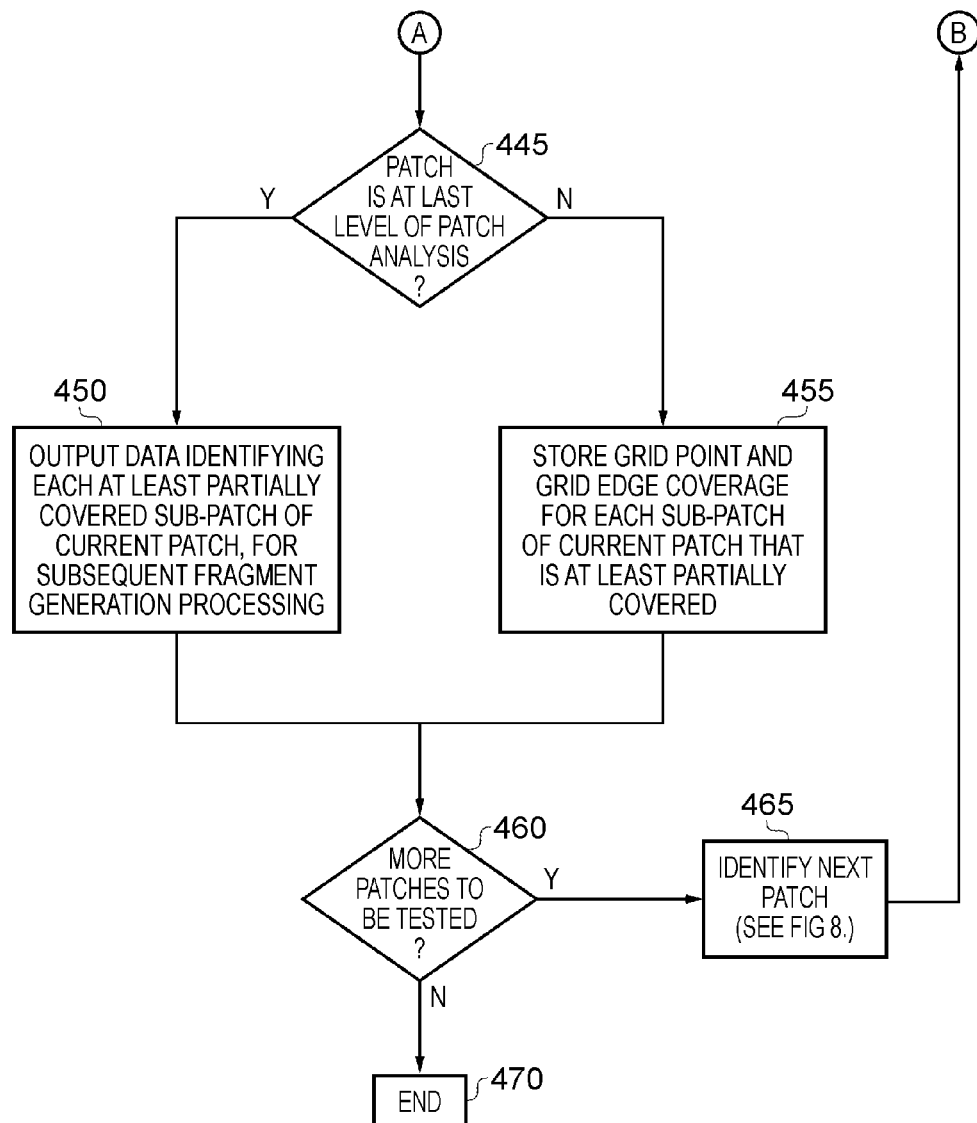 A
B
445
PATCH
IS AT LAST
LEVEL OF PATCH
ANALYSIS
?
Y
N
450
OUTPUT DATA IDENTIFYING
EACH AT LEAST PARTIALLY
COVERED SUB-PATCH OF
CURRENT PATCH, FOR
SUBSEQUENT FRAGMENT
GENERATION PROCESSING
455
STORE GRID POINT AND
GRID EDGE COVERAGE
FOR EACH SUB-PATCH
OF CURRENT PATCH THAT
IS AT LEAST PARTIALLY
COVERED
460
MORE
PATCHES TO
BE TESTED
?
Y
N
465
IDENTIFY NEXT
PATCH
(SEE FIG 8.)
END
470